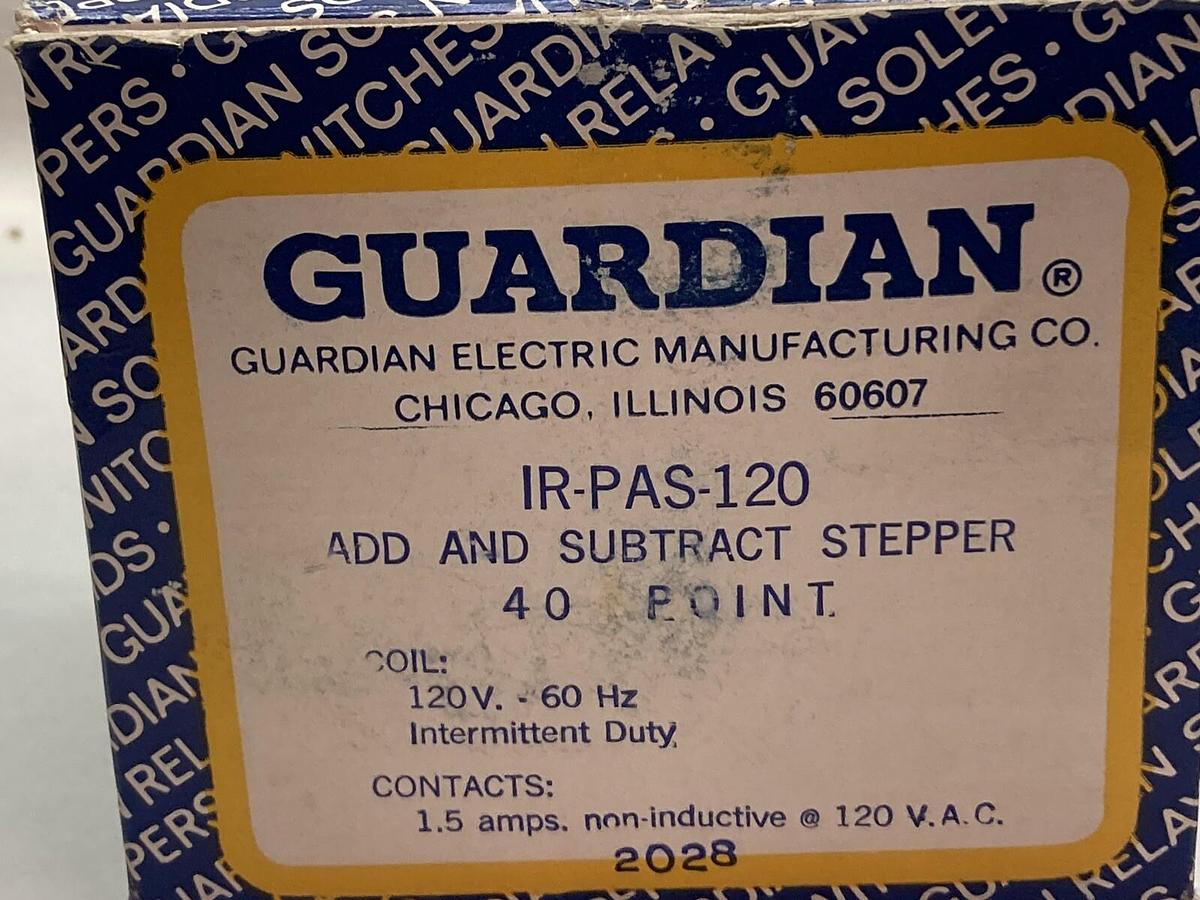 GUARDIAN ®
GUARDIAN ELECTRIC MANUFACTURING CO.
CHICAGO, ILLINOIS 60607
IR-PAS-120
ADD AND SUBTRACT STEPPER
40 POINT
COIL:
120V. - 60 Hz
Intermittent Duty
CONTACTS:
1.5 amps. non-inductive @ 120 V.A.C.
2028